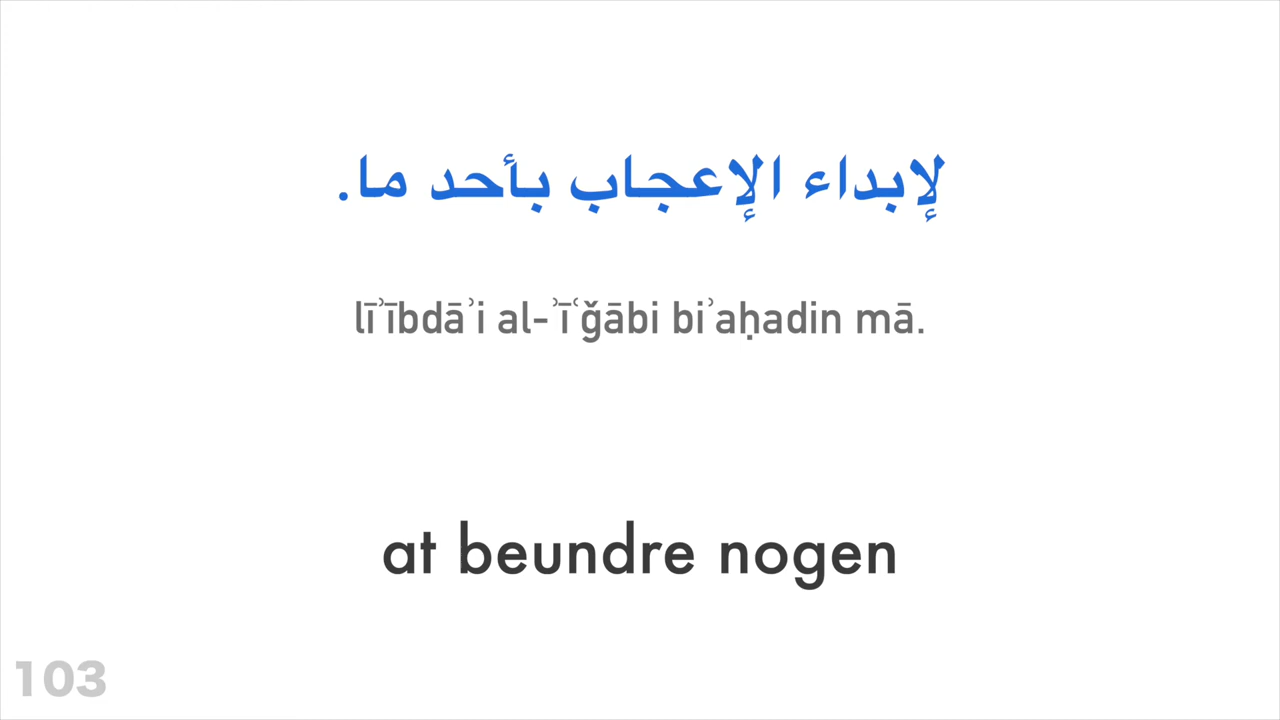 لإبداء الإعجاب بأحد ما.
līʾībdāʾi al-ʾīʿǧābi biʾaḥadin mā.
at beundre nogen
103